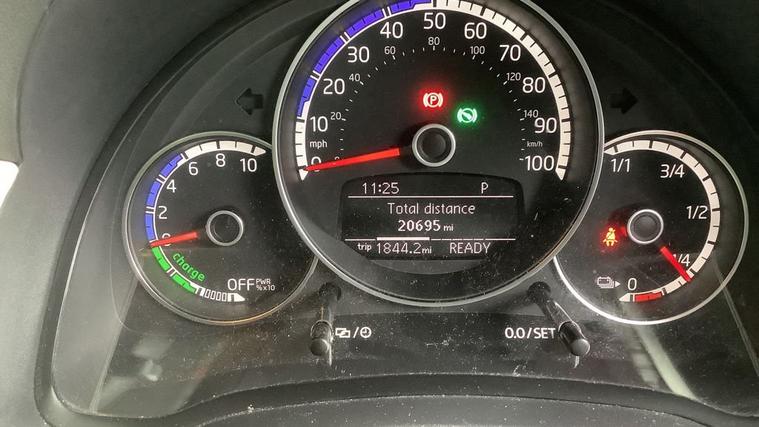 10 20 30 40 50 60 70 80 90 100
mph
20 40 60 80 100 120 140
km/h
P
0 2 4 6 8 10
charge
OFF PWR
% x10
11:25 P
Total distance
20695 mi
trip 1844.2 mi READY
1/1 3/4 1/2 1/4 0
0.0/SET